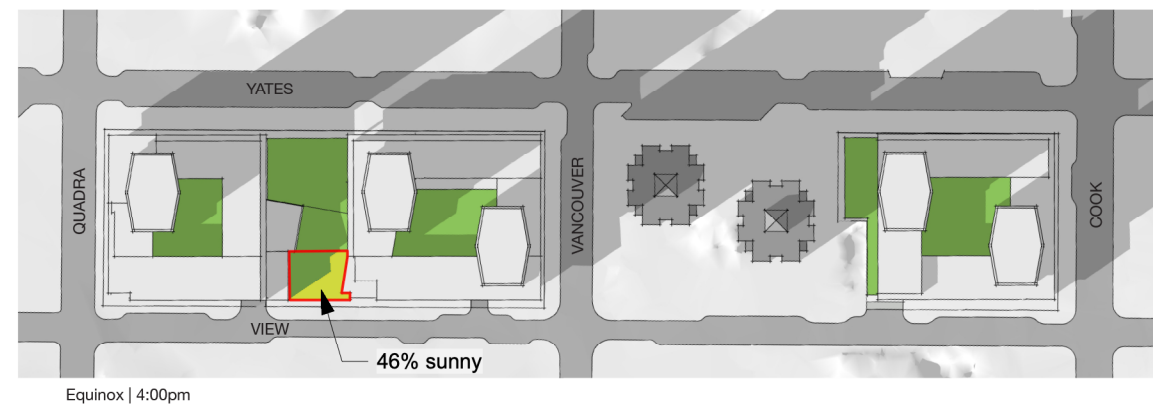 YATES
QUADRA
VANCOUVER
COOK
VIEW
46% sunny
Equinox | 4:00pm